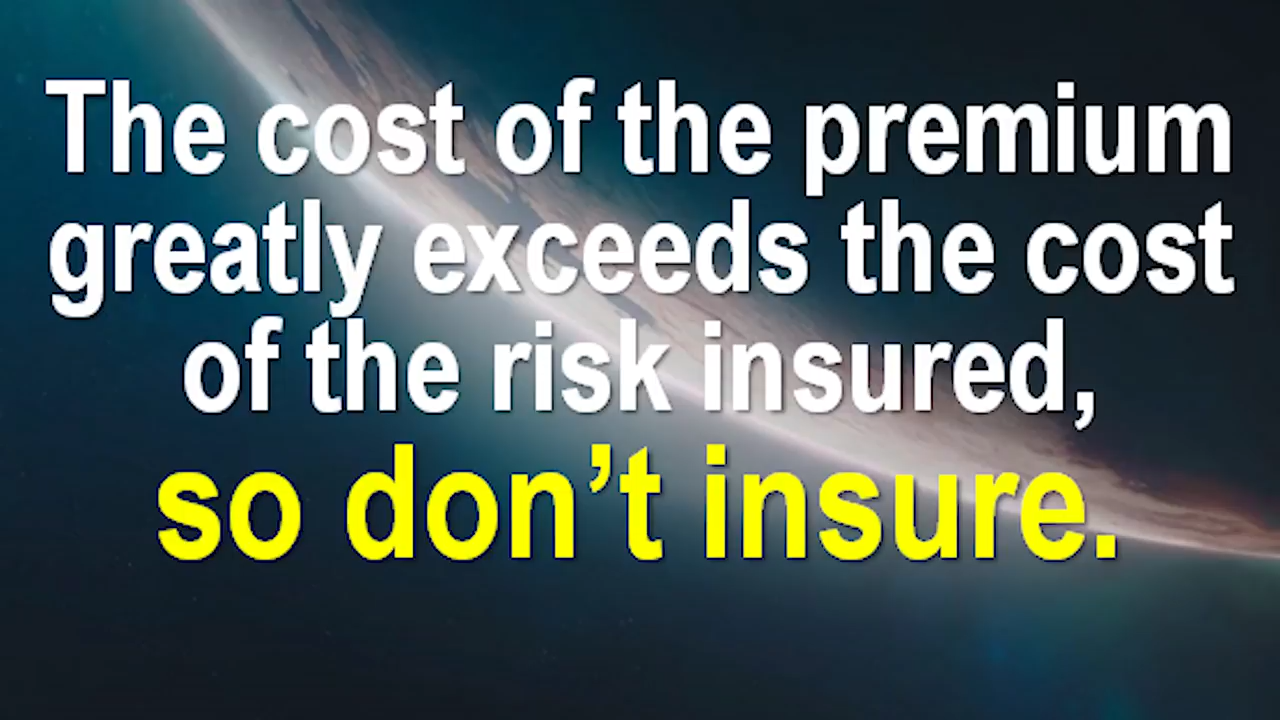 The cost of the premium
greatly exceeds the cost
of the risk insured,
so don’t insure.